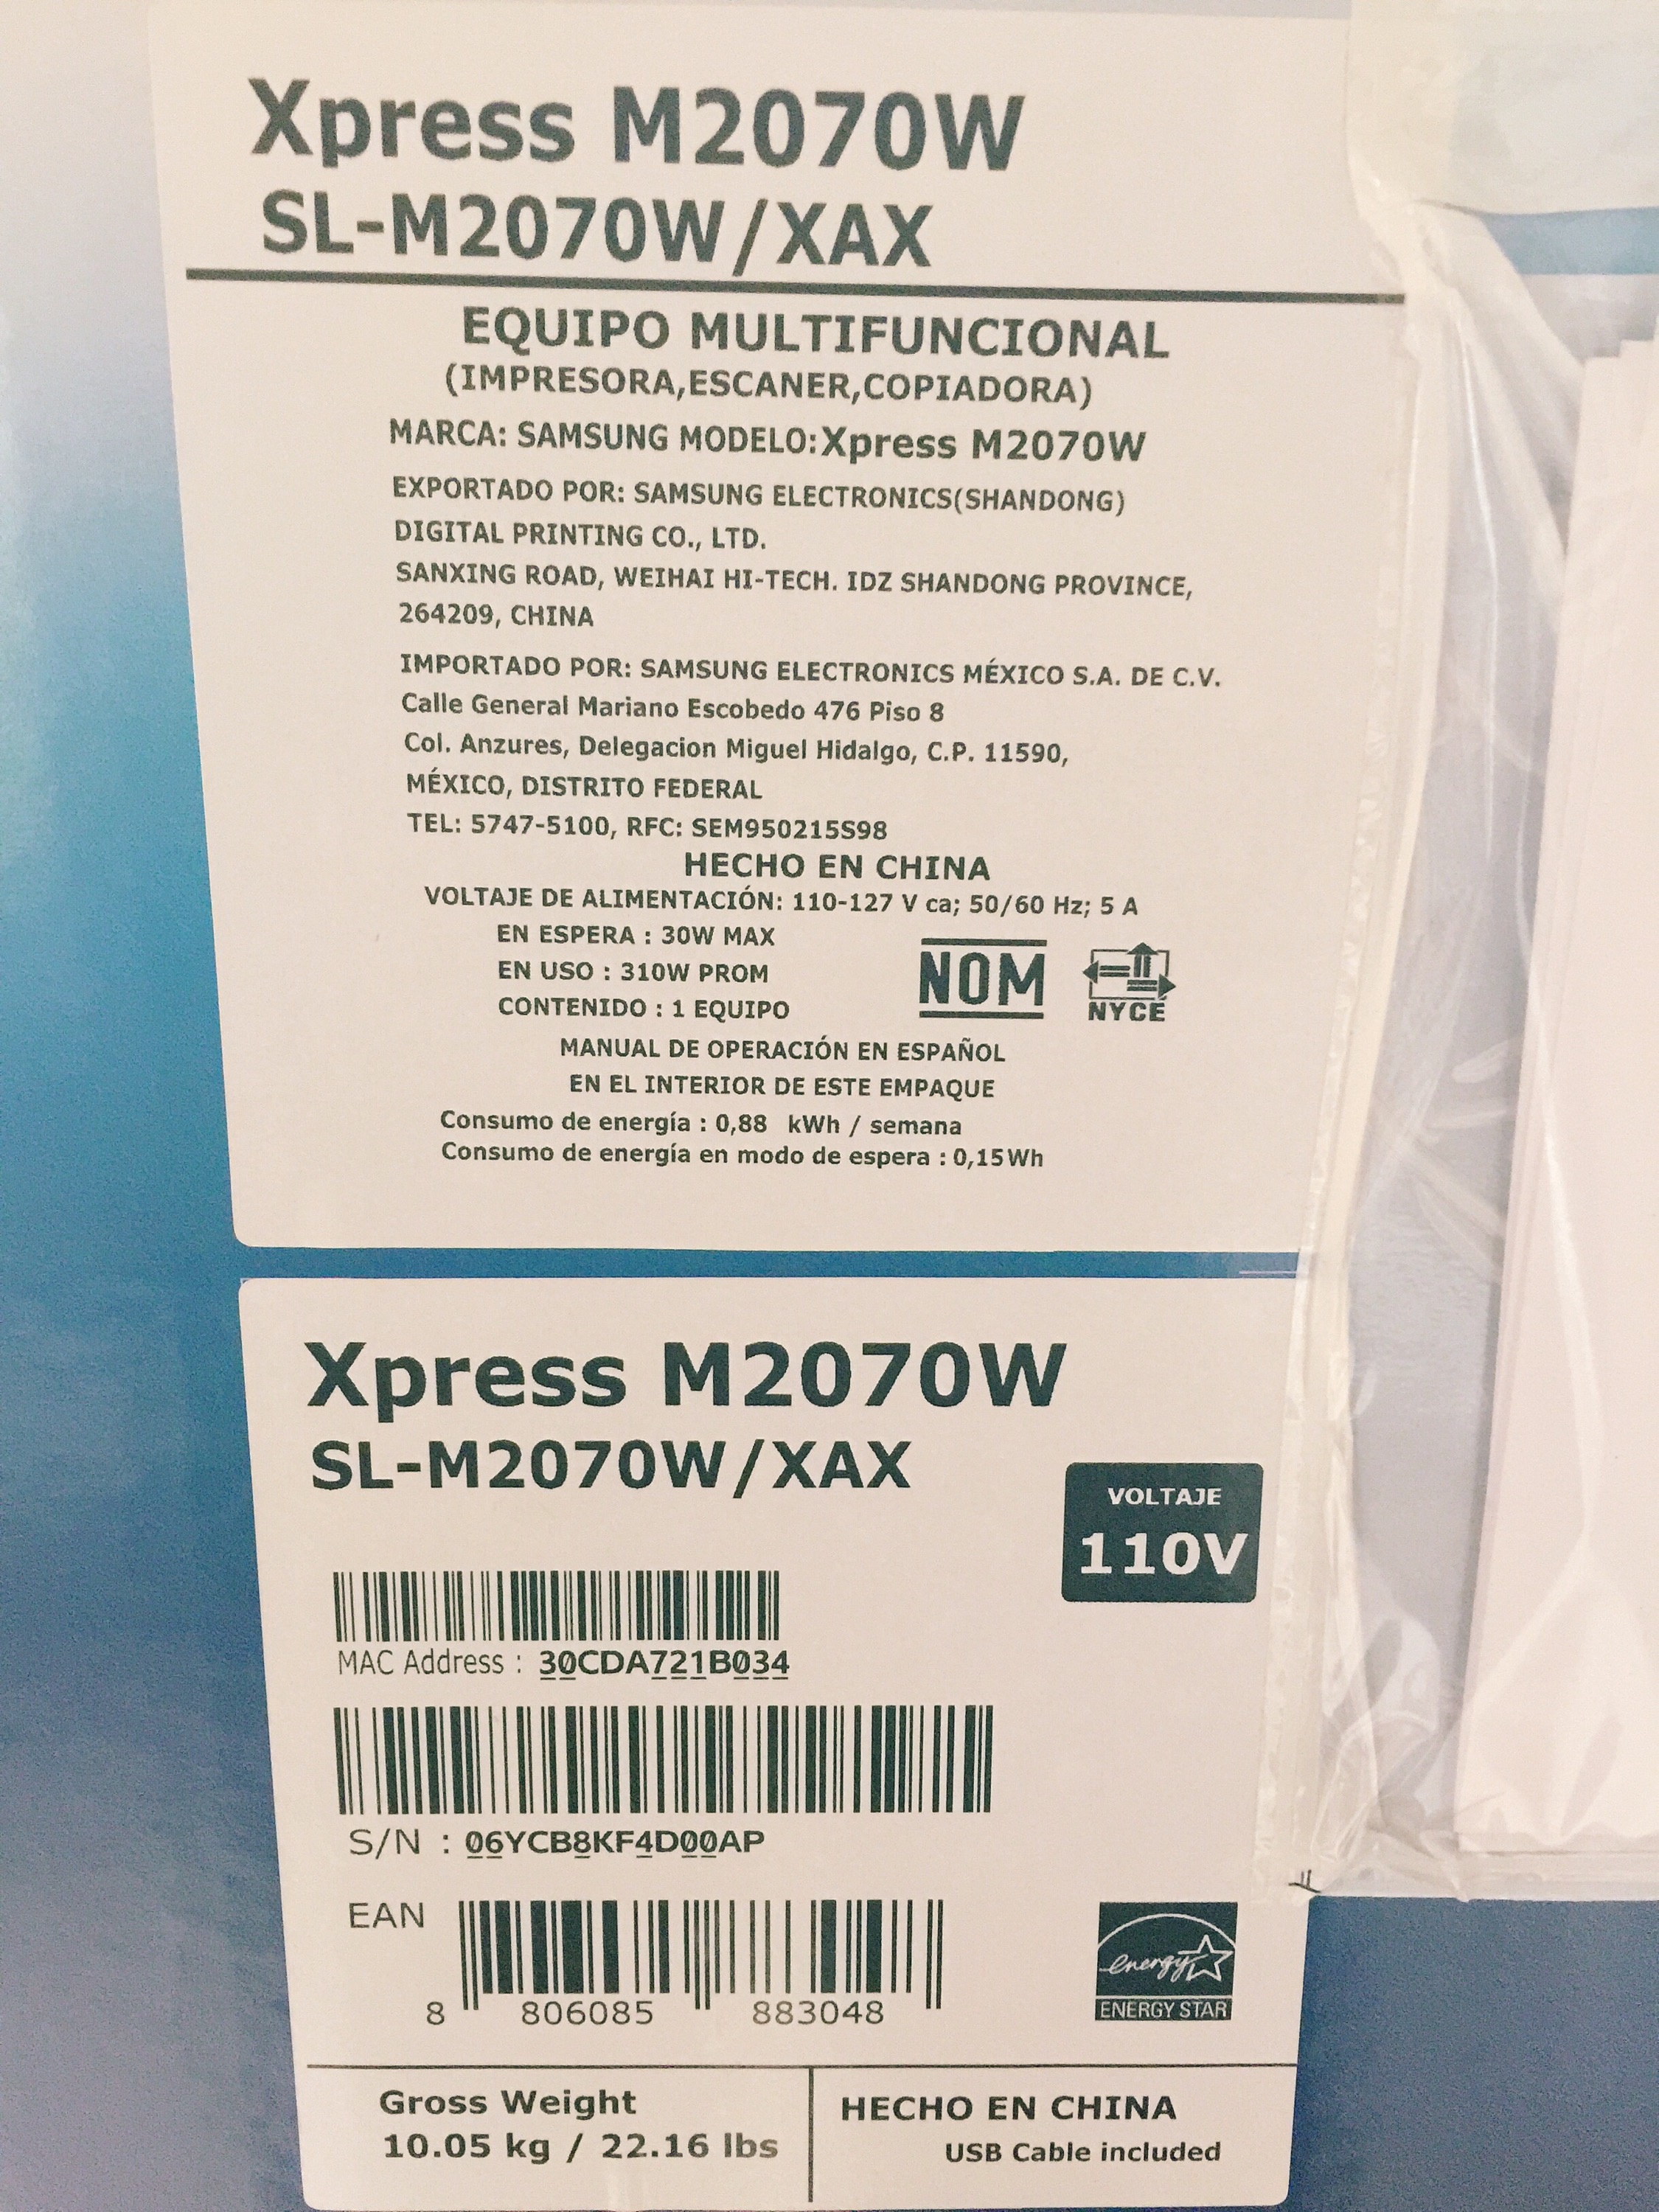 Xpress M2070W
SL-M2070W/XAX
EQUIPO MULTIFUNCIONAL
(IMPRESORA,ESCANER,COPIADORA)
MARCA: SAMSUNG MODELO:Xpress M2070W
EXPORTADO POR: SAMSUNG ELECTRONICS(SHANDONG)
DIGITAL PRINTING CO., LTD.
SANXING ROAD, WEIHAI HI-TECH. IDZ SHANDONG PROVINCE,
264209, CHINA
IMPORTADO POR: SAMSUNG ELECTRONICS MÉXICO S.A. DE C.V.
Calle General Mariano Escobedo 476 Piso 8
Col. Anzures, Delegacion Miguel Hidalgo, C.P. 11590,
MÉXICO, DISTRITO FEDERAL
TEL: 5747-5100, RFC: SEM950215S98
HECHO EN CHINA
VOLTAJE DE ALIMENTACIÓN: 110-127 V ca; 50/60 Hz; 5 A
EN ESPERA : 30W MAX
EN USO : 310W PROM
CONTENIDO : 1 EQUIPO
NOM
NYCE
MANUAL DE OPERACIÓN EN ESPAÑOL
EN EL INTERIOR DE ESTE EMPAQUE
Consumo de energía : 0,88 kWh / semana
Consumo de energía en modo de espera : 0,15Wh
Xpress M2070W
SL-M2070W/XAX
VOLTAJE
110V
MAC Address : 30CDA721B034
S/N : 06YCB8KF4D00AP
EAN
8 806085 883048
energy
ENERGY STAR
Gross Weight
10.05 kg / 22.16 lbs
HECHO EN CHINA
USB Cable included